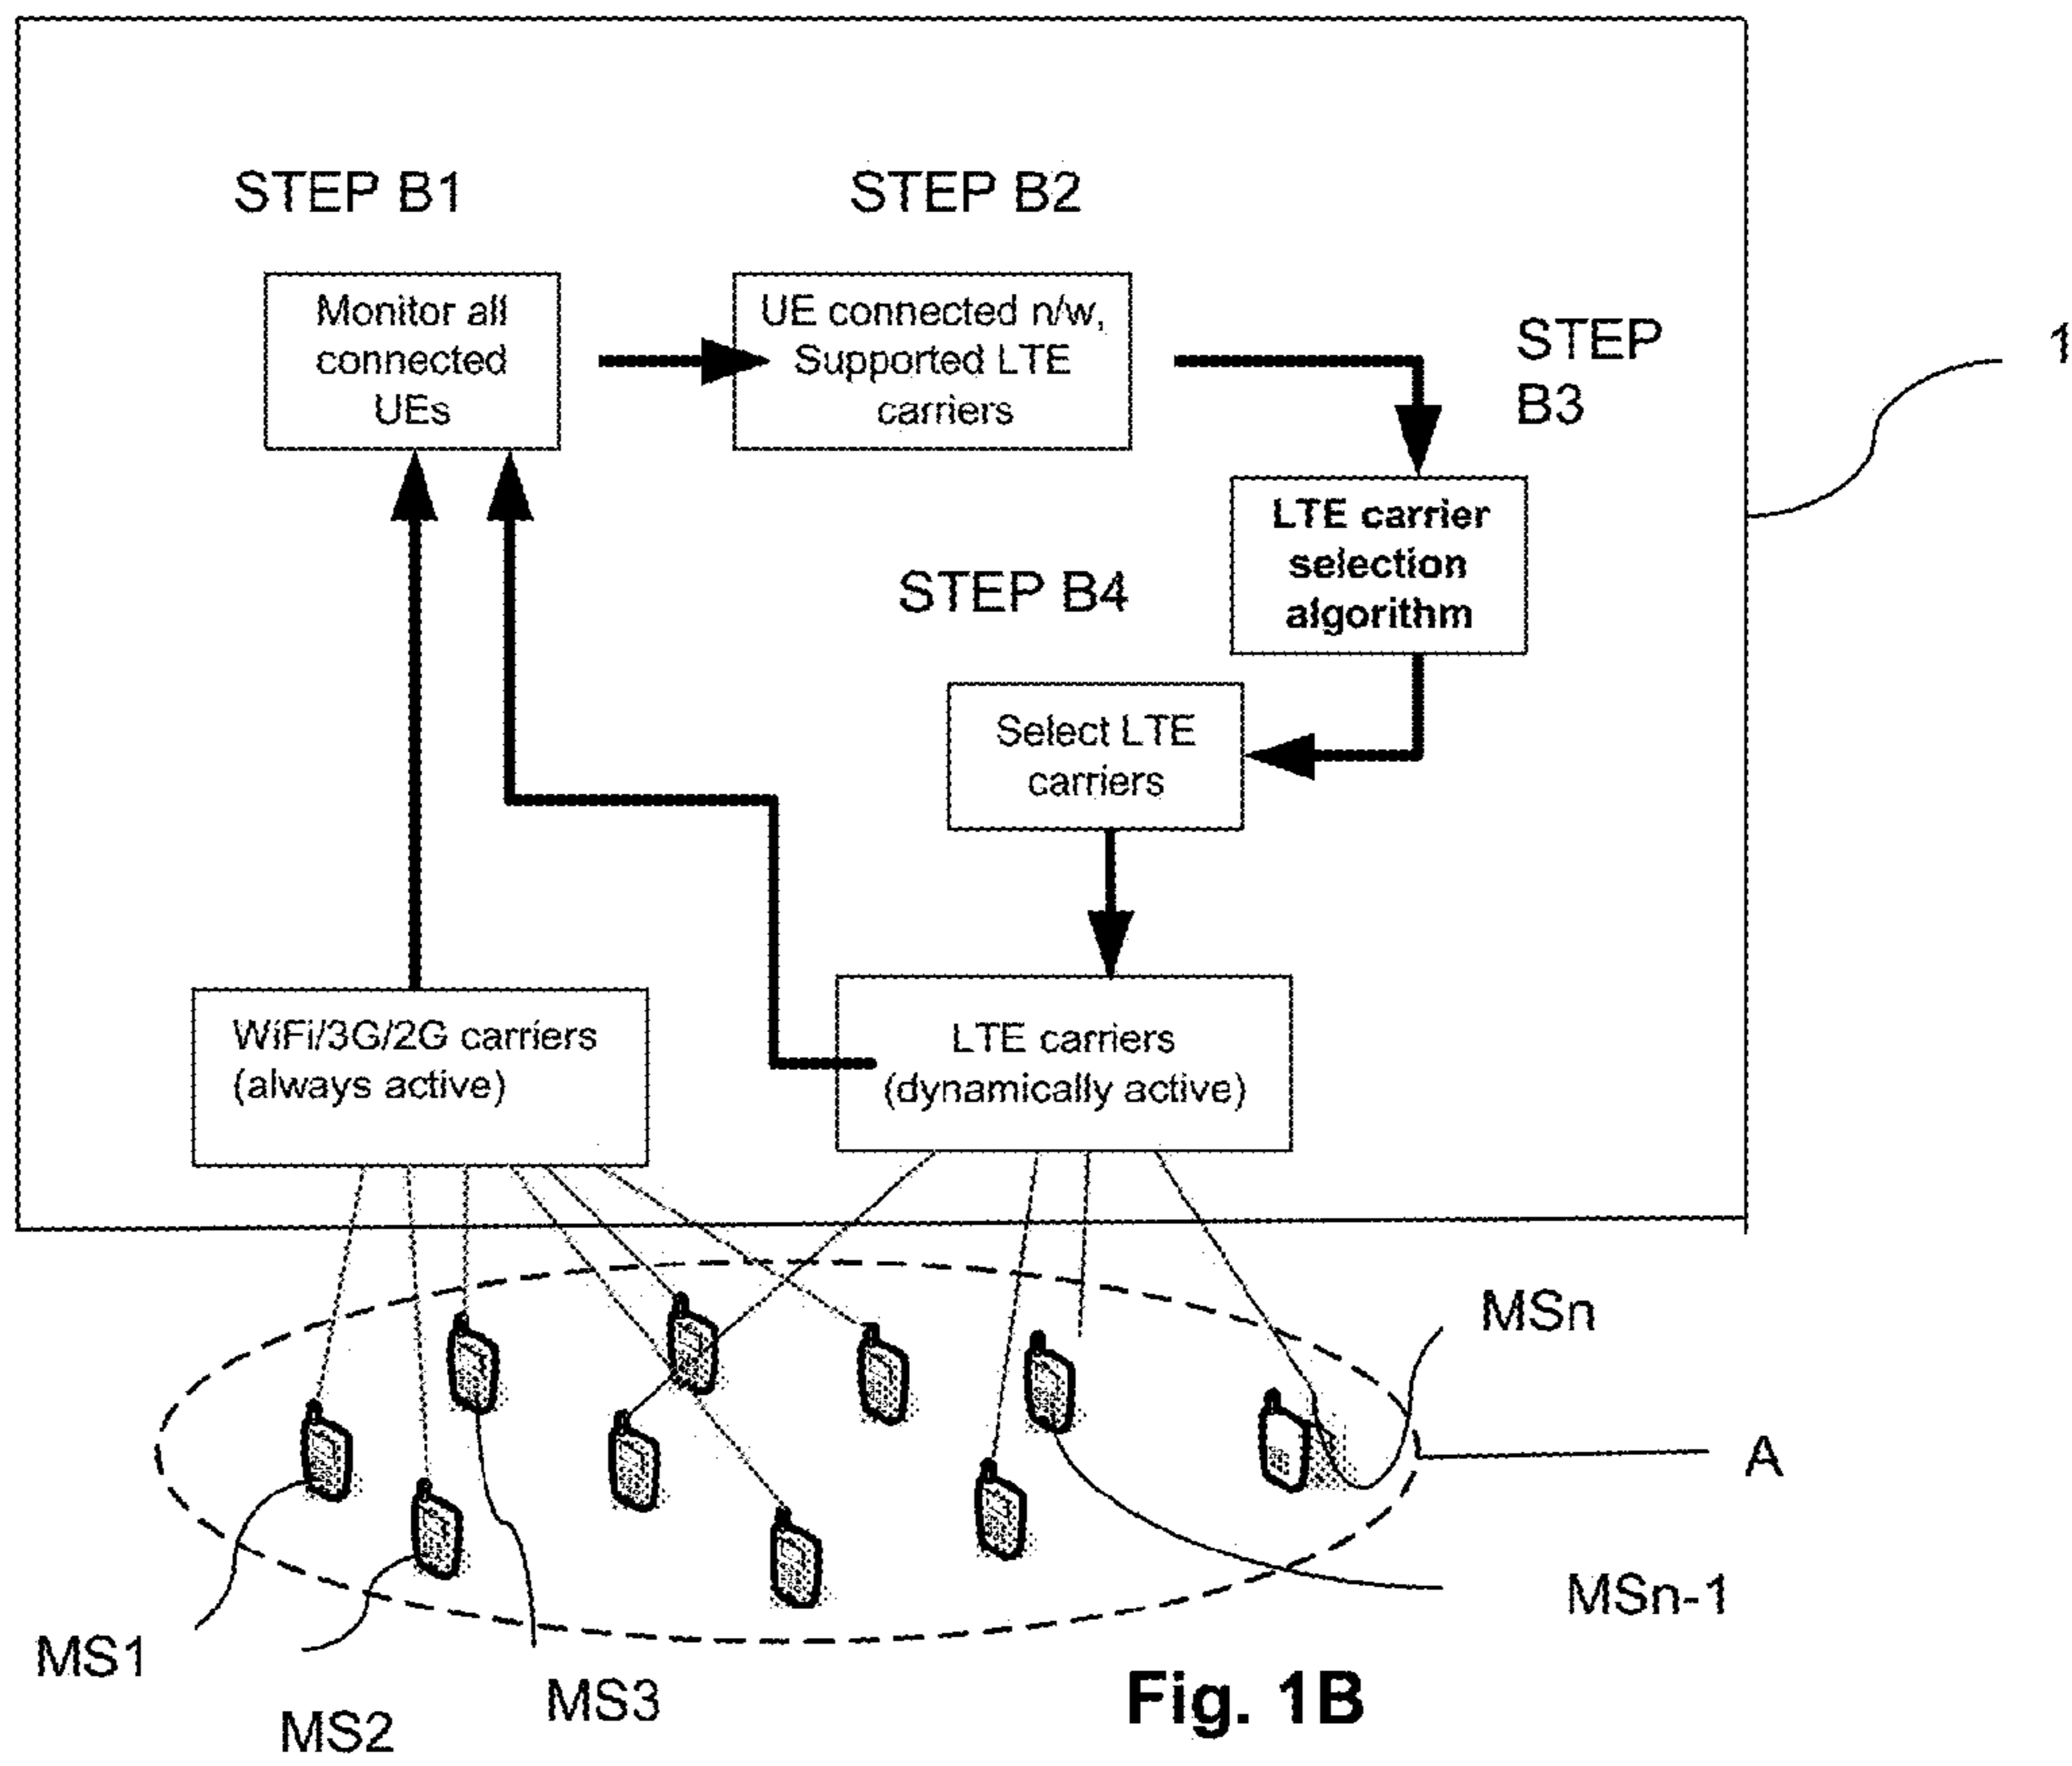 STEP B1
STEP B2
Monitor all
connected
UEs
UE connected n/w,
Supported LTE
carriers
STEP
B3
1
LTE carrier
selection
algorithm
STEP B4
Select LTE
carriers
WiFi/3G/2G carriers
(always active)
LTE carriers
(dynamically active)
MSn
A
MSn-1
MS1
MS2
MS3
Fig. 1B